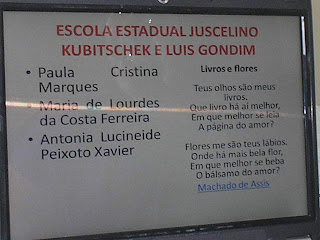 ESCOLA ESTADUAL JUSCELINO
KUBITSCHEK E LUIS GONDIM
• Paula Cristina
Marques
• Maria de Lourdes
da Costa Ferreira
• Antonia Lucineide
Peixoto Xavier
Livros e flores
Teus olhos são meus
livros.
Que livro há aí melhor,
Em que melhor se leia
A página do amor?
Flores me são teus lábios.
Onde há mais bela flor,
Em que melhor se beba
O bálsamo do amor?
Machado de Assis